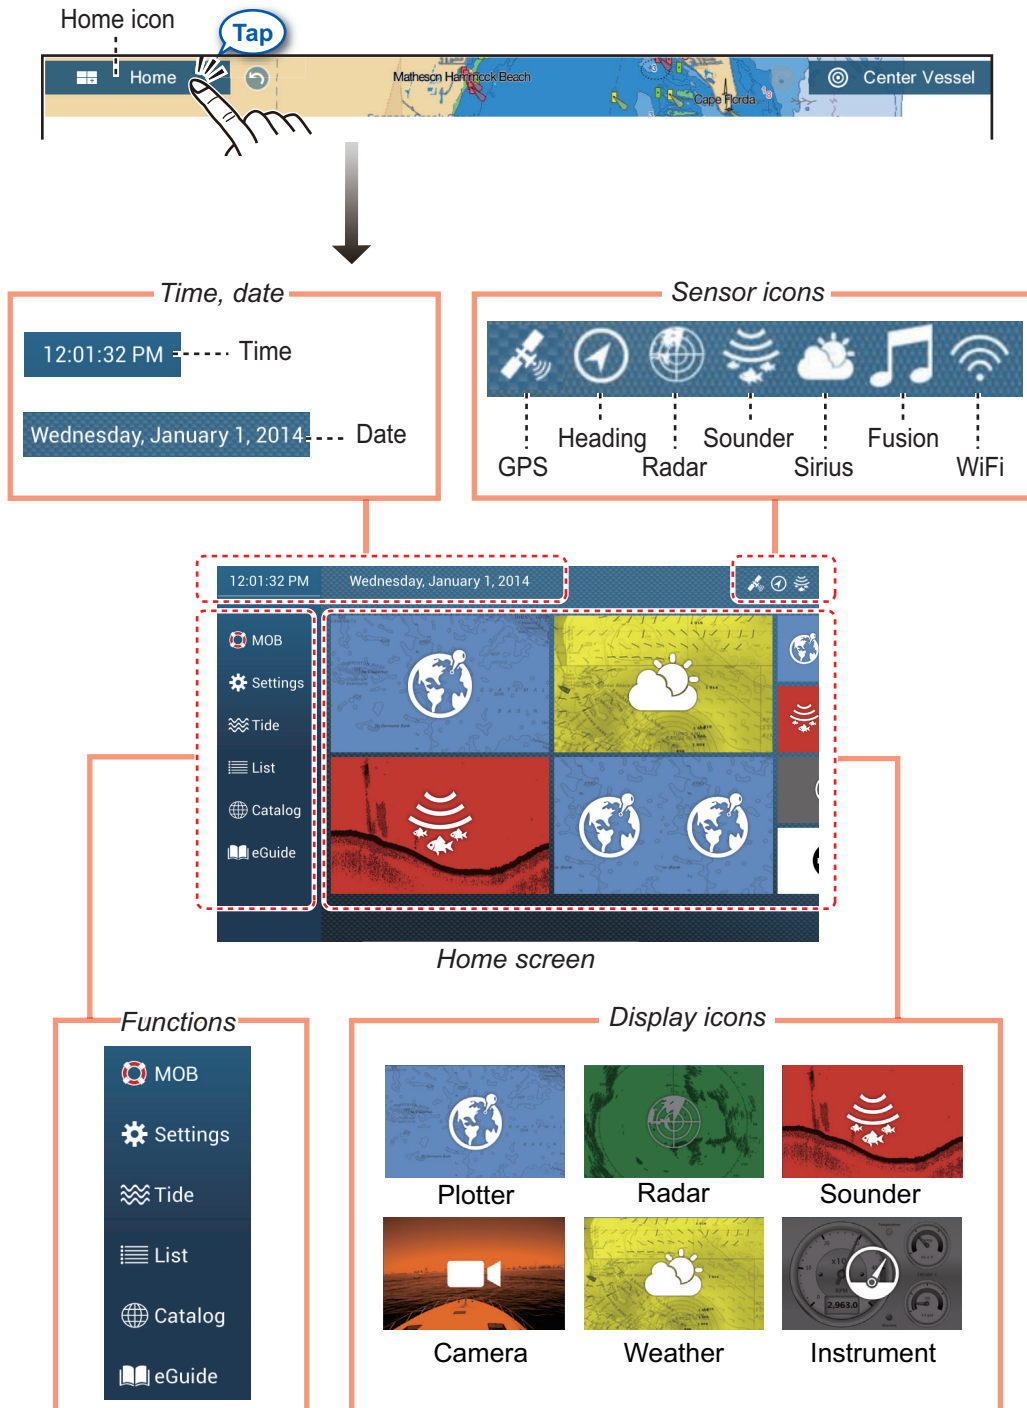 Home icon
Tap
Home
Matheson Hammock Beach
Cape Florida
Center Vessel
Time, date
12:01:32 PM
Time
Wednesday, January 1, 2014
Date
Sensor icons
Heading
Sounder
Fusion
GPS
Radar
Sirius
WiFi
12:01:32 PM
Wednesday, January 1, 2014
MOB
Settings
Tide
List
Catalog
eGuide
Home screen
Functions
MOB
Settings
Tide
List
Catalog
eGuide
Display icons
Plotter
Radar
Sounder
2,963.0
Camera
Weather
Instrument